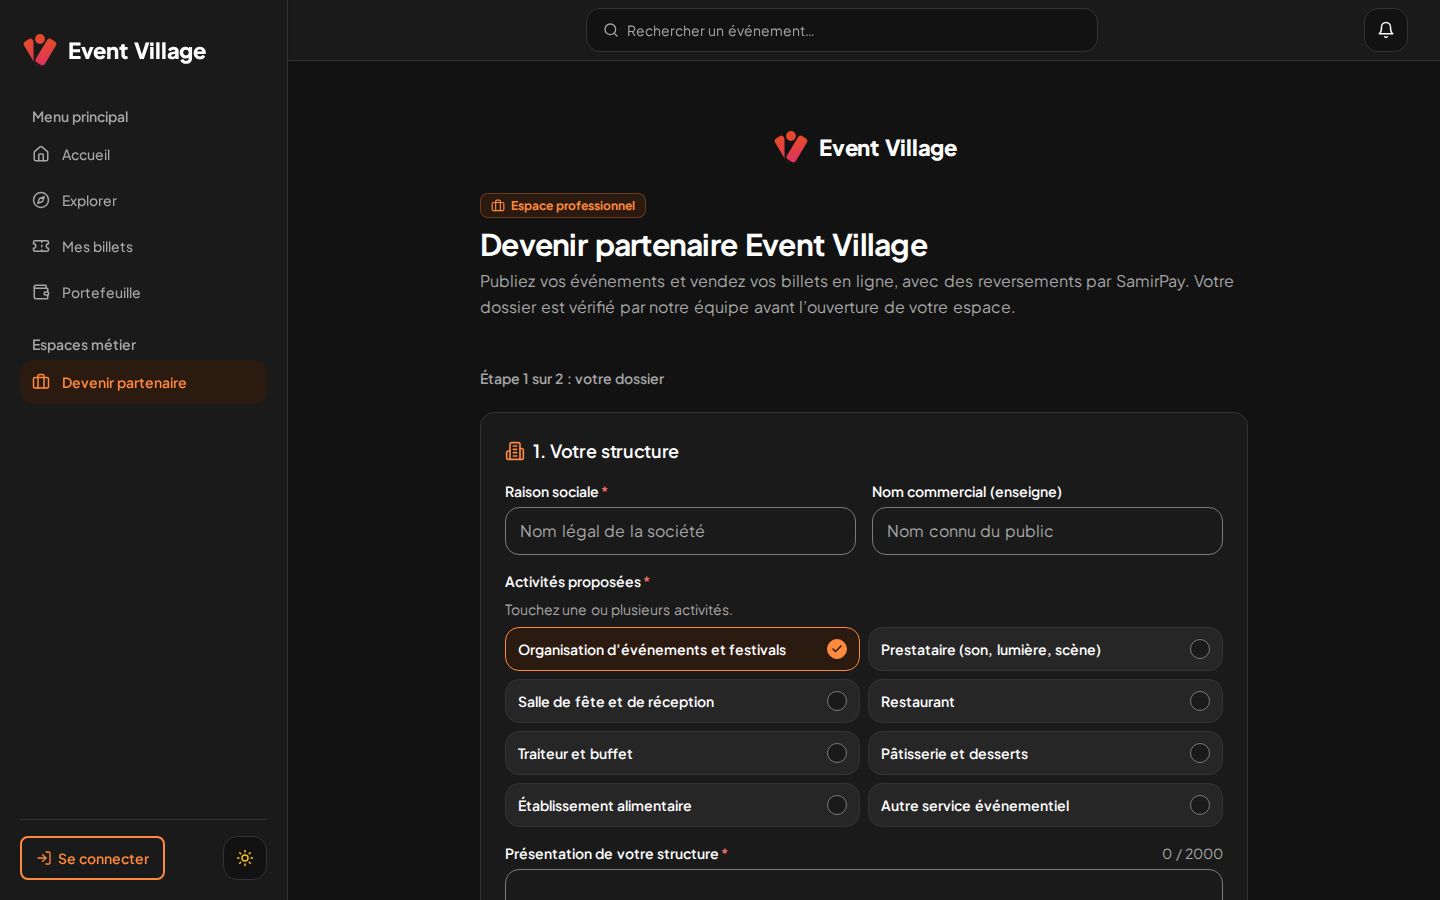 Event Village
Rechercher un événement…
Menu principal
Accueil
Explorer
Mes billets
Portefeuille
Espaces métier
Devenir partenaire
Se connecter
Event Village
Espace professionnel
Devenir partenaire Event Village
Publiez vos événements et vendez vos billets en ligne, avec des reversements par SamirPay. Votre
dossier est vérifié par notre équipe avant l’ouverture de votre espace.
Étape 1 sur 2 : votre dossier
1. Votre structure
Raison sociale *
Nom commercial (enseigne)
Nom légal de la société
Nom connu du public
Activités proposées *
Touchez une ou plusieurs activités.
Organisation d’événements et festivals
Prestataire (son, lumière, scène)
Salle de fête et de réception
Restaurant
Traiteur et buffet
Pâtisserie et desserts
Établissement alimentaire
Autre service événementiel
Présentation de votre structure *
0 / 2000